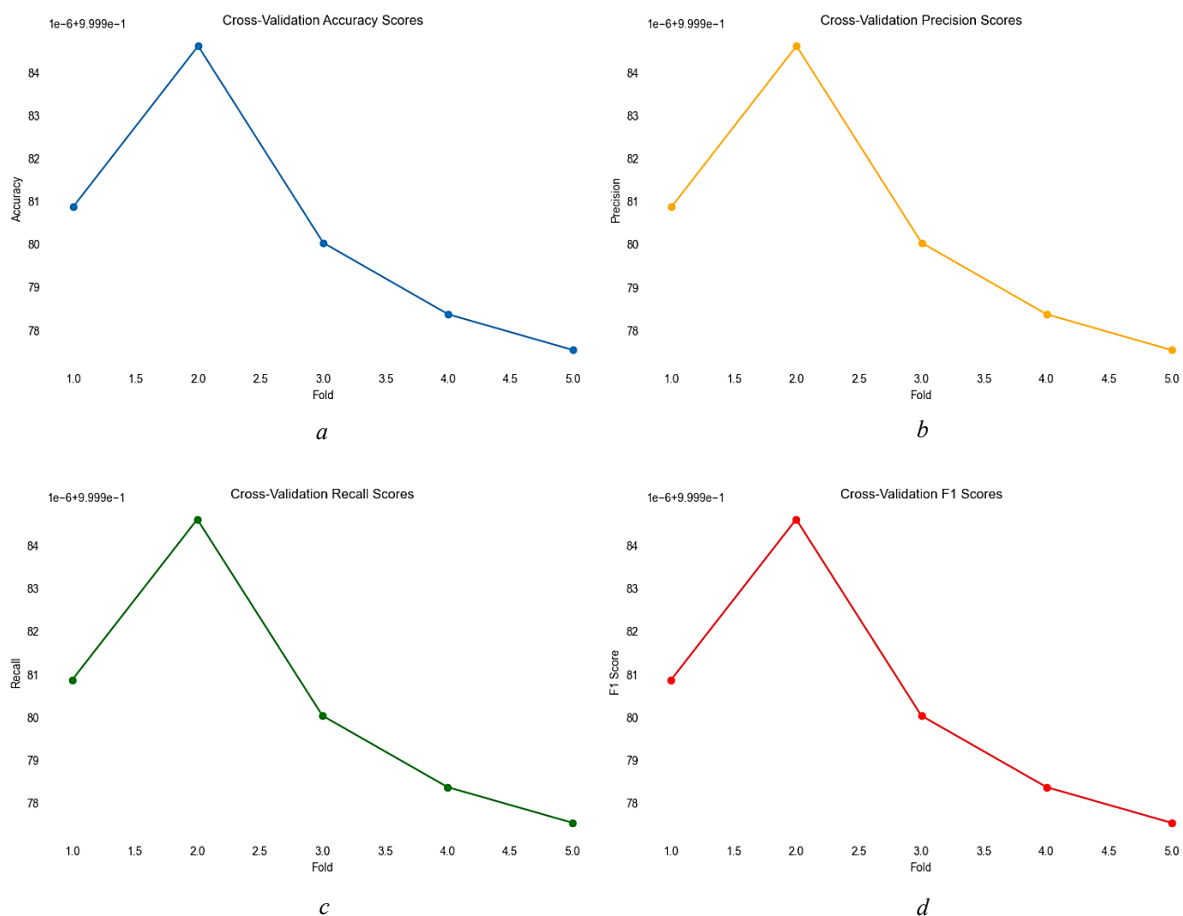 Cross-Validation Accuracy Scores
1e−6+9.999e−1
84
83
82
81
80
79
78
Accuracy
1.0 1.5 2.0 2.5 3.0 3.5 4.0 4.5 5.0
Fold
a
Cross-Validation Precision Scores
1e−6+9.999e−1
84
83
82
81
80
79
78
Precision
1.0 1.5 2.0 2.5 3.0 3.5 4.0 4.5 5.0
Fold
b
Cross-Validation Recall Scores
1e−6+9.999e−1
84
83
82
81
80
79
78
Recall
1.0 1.5 2.0 2.5 3.0 3.5 4.0 4.5 5.0
Fold
c
Cross-Validation F1 Scores
1e−6+9.999e−1
84
83
82
81
80
79
78
F1 Score
1.0 1.5 2.0 2.5 3.0 3.5 4.0 4.5 5.0
Fold
d